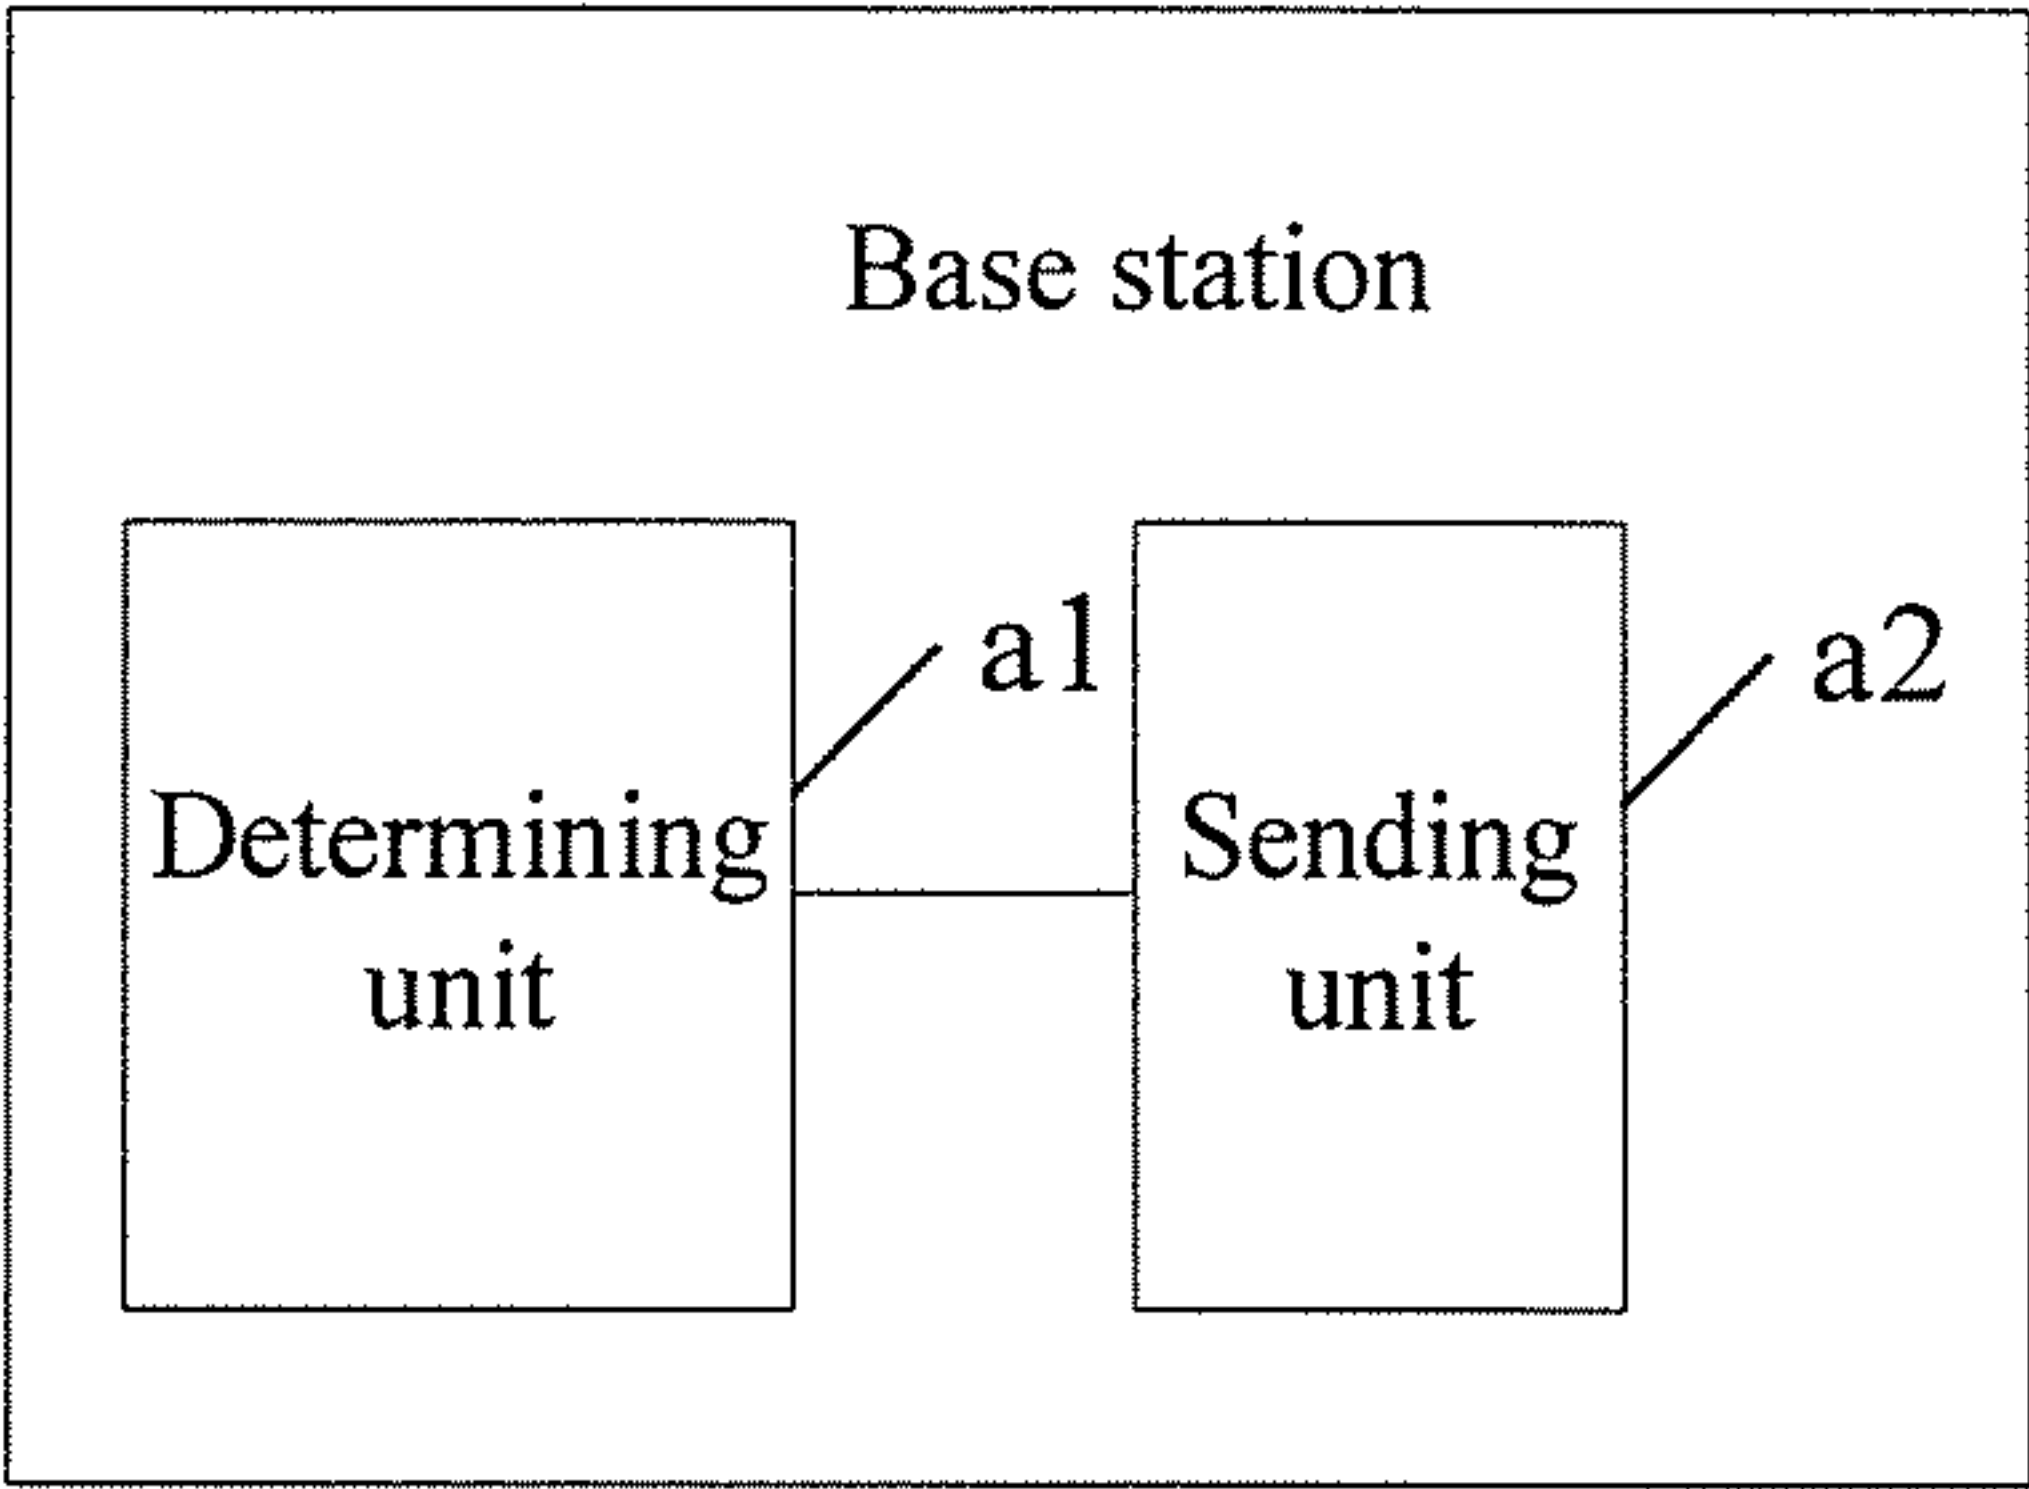 Base station
a1
a2
Determining
unit
Sending
unit